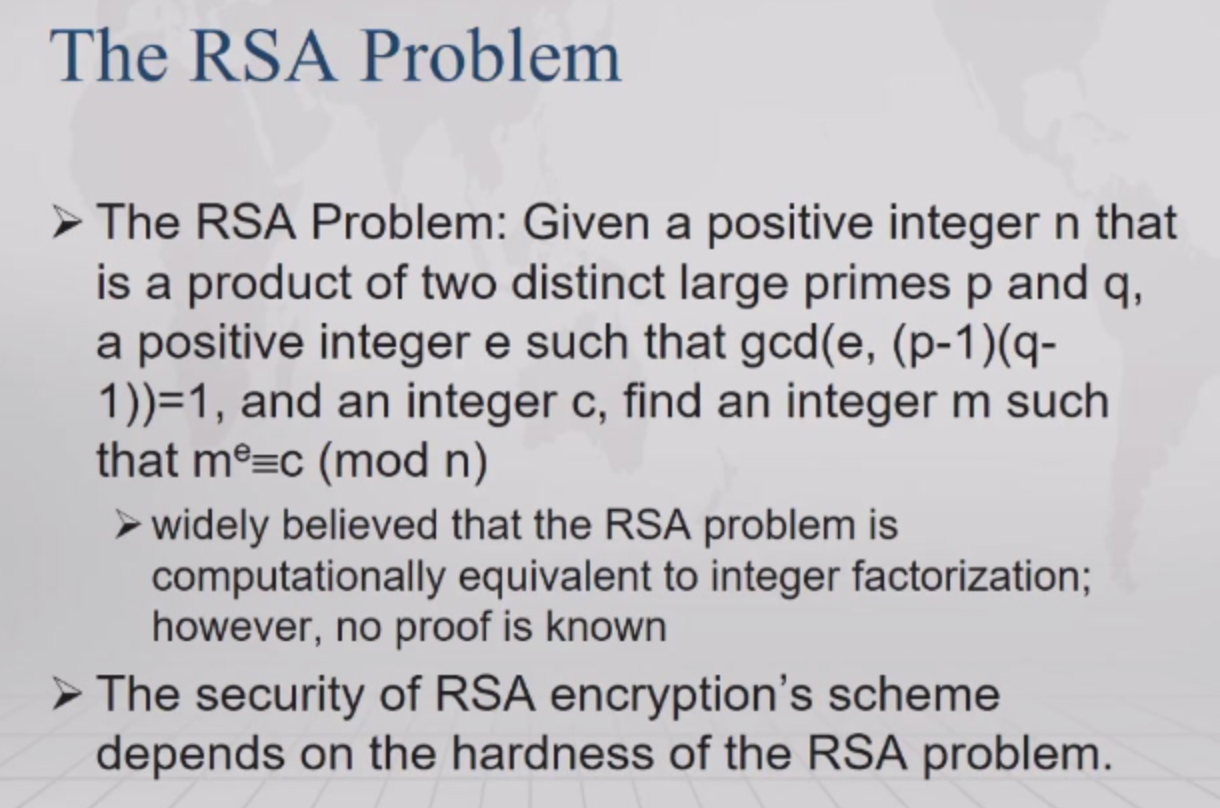 The RSA Problem
➢ The RSA Problem: Given a positive integer n that
is a product of two distinct large primes p and q,
a positive integer e such that gcd(e, (p-1)(q-
1))=1, and an integer c, find an integer m such
that mᵉ≡c (mod n)
➢ widely believed that the RSA problem is
computationally equivalent to integer factorization;
however, no proof is known
➢ The security of RSA encryption’s scheme
depends on the hardness of the RSA problem.